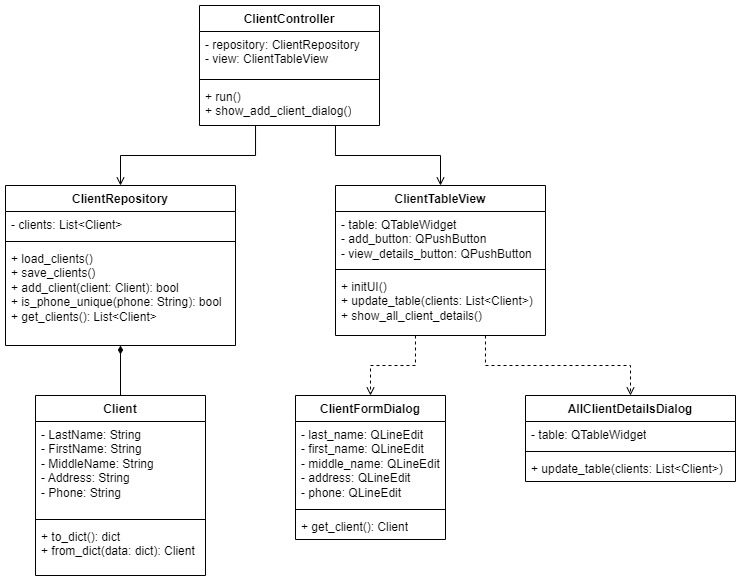 ClientController
- repository: ClientRepository
- view: ClientTableView
+ run()
+ show_add_client_dialog()
ClientRepository
- clients: List<Client>
+ load_clients()
+ save_clients()
+ add_client(client: Client): bool
+ is_phone_unique(phone: String): bool
+ get_clients(): List<Client>
ClientTableView
- table: QTableWidget
- add_button: QPushButton
- view_details_button: QPushButton
+ initUI()
+ update_table(clients: List<Client>)
+ show_all_client_details()
Client
- LastName: String
- FirstName: String
- MiddleName: String
- Address: String
- Phone: String
+ to_dict(): dict
+ from_dict(data: dict): Client
ClientFormDialog
- last_name: QLineEdit
- first_name: QLineEdit
- middle_name: QLineEdit
- address: QLineEdit
- phone: QLineEdit
+ get_client(): Client
AllClientDetailsDialog
- table: QTableWidget
+ update_table(clients: List<Client>)